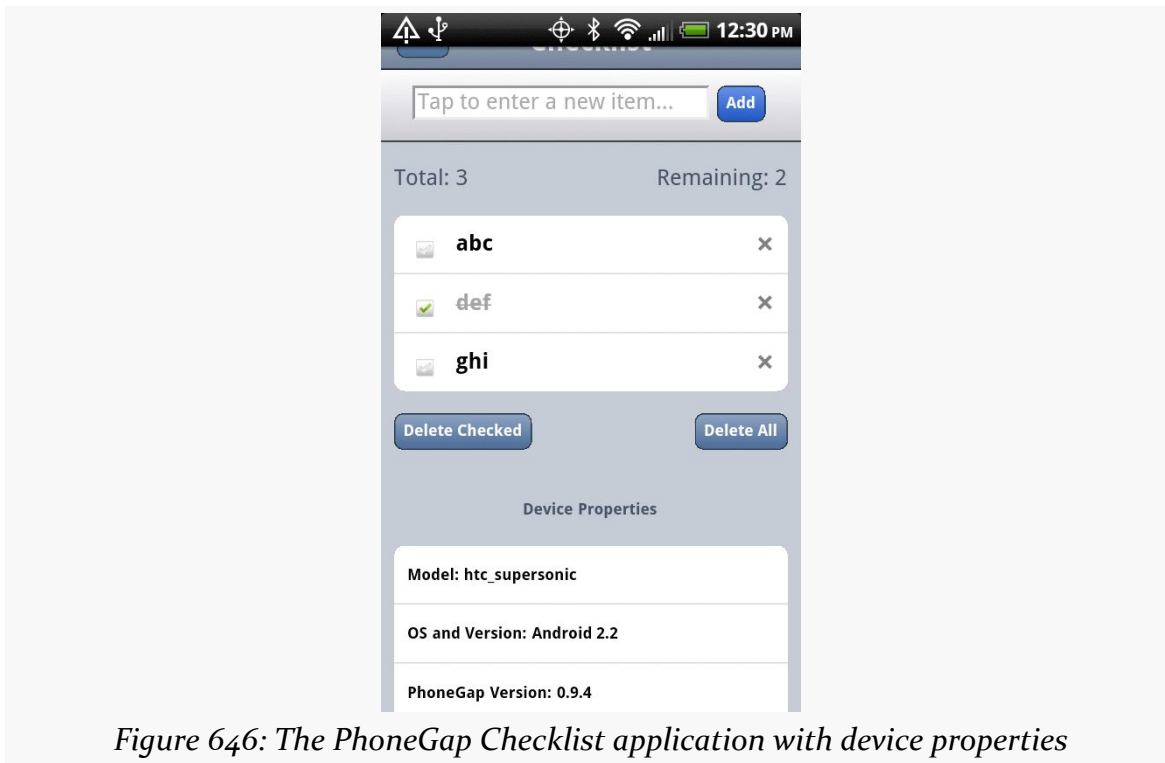 12:30 PM
Checklist
Tap to enter a new item... Add
Total: 3 Remaining: 2
abc
def
ghi
Delete Checked Delete All
Device Properties
Model: htc_supersonic
OS and Version: Android 2.2
PhoneGap Version: 0.9.4
Figure 646: The PhoneGap Checklist application with device properties